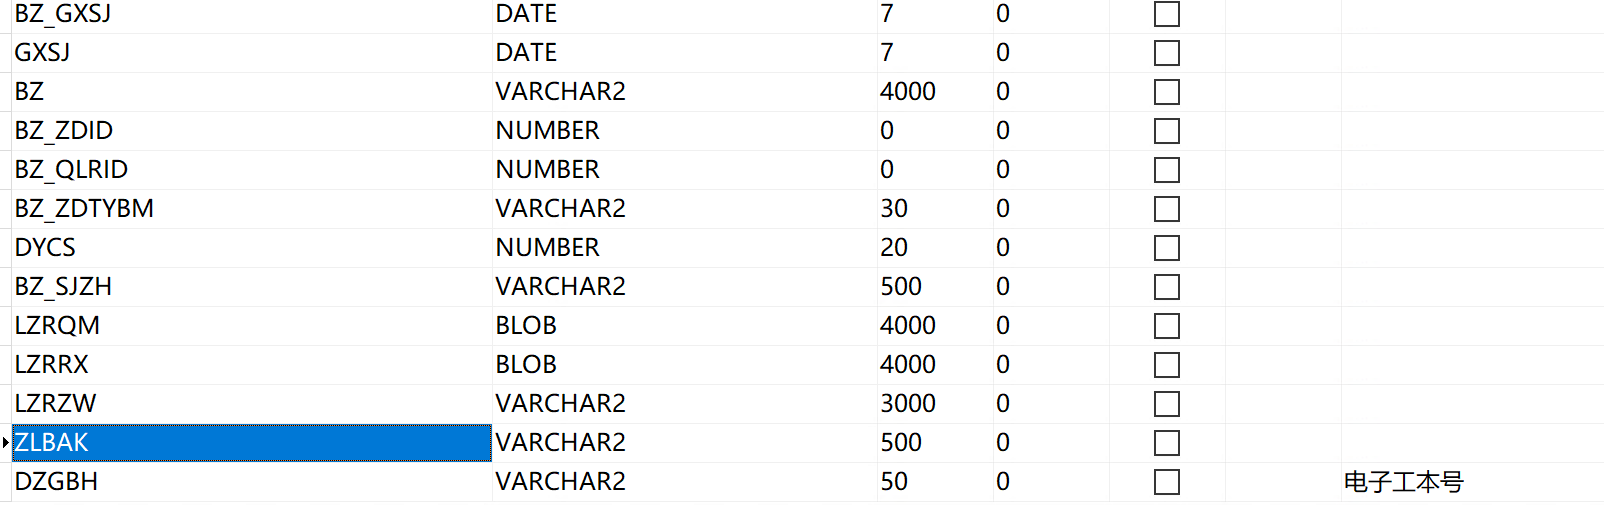 BZ_GXSJ DATE 7 0
GXSJ DATE 7 0
BZ VARCHAR2 4000 0
BZ_ZDID NUMBER 0 0
BZ_QLRID NUMBER 0 0
BZ_ZDTYBM VARCHAR2 30 0
DYCS NUMBER 20 0
BZ_SJZH VARCHAR2 500 0
LZRQM BLOB 4000 0
LZRRX BLOB 4000 0
LZRZW VARCHAR2 3000 0
ZLBAK VARCHAR2 500 0
DZGBH VARCHAR2 50 0 电子工本号